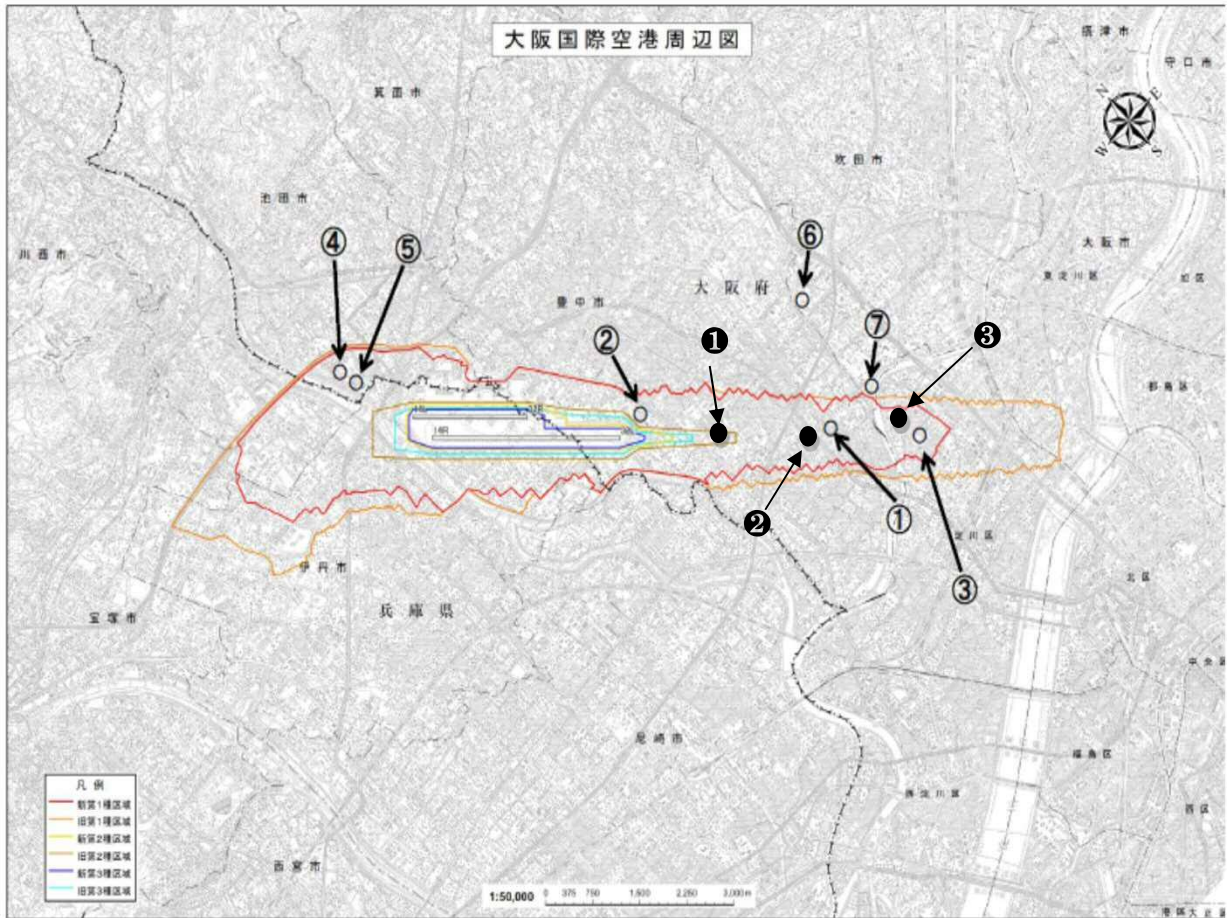 大阪国際空港周辺図
摂津市
守口市
箕面市
N
E
W
S
吹田市
池田市
④
⑤
⑥
川西市
大阪市
東淀川区
旭区
大阪府
豊中市
②
❶
⑦
❸
都島区
❷
①
淀川区
③
北区
伊丹市
兵庫県
宝塚市
中央区
尼崎市
福島区
西淀川区
西区
凡例
新第1種区域
旧第1種区域
新第2種区域
旧第2種区域
新第3種区域
旧第3種区域
西宮市
1:50,000
0 375 750 1,500 2,250 3,000m